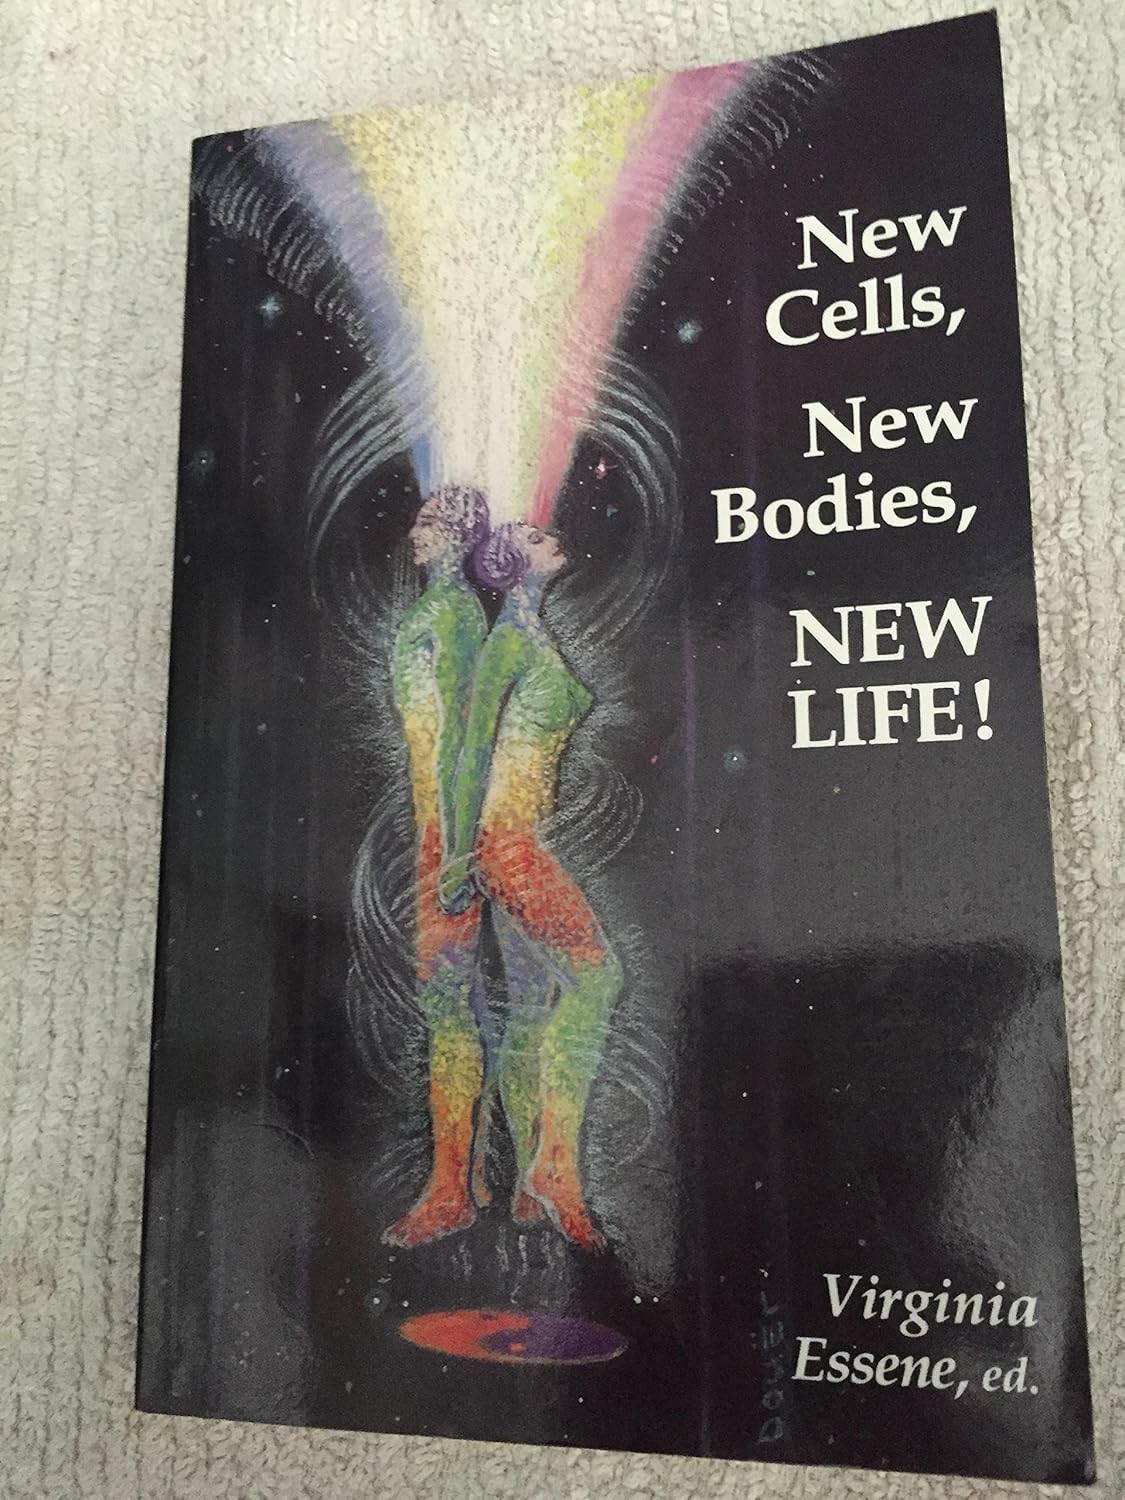 New
Cells,
New
Bodies,
NEW
LIFE!
Virginia
Essene, ed.